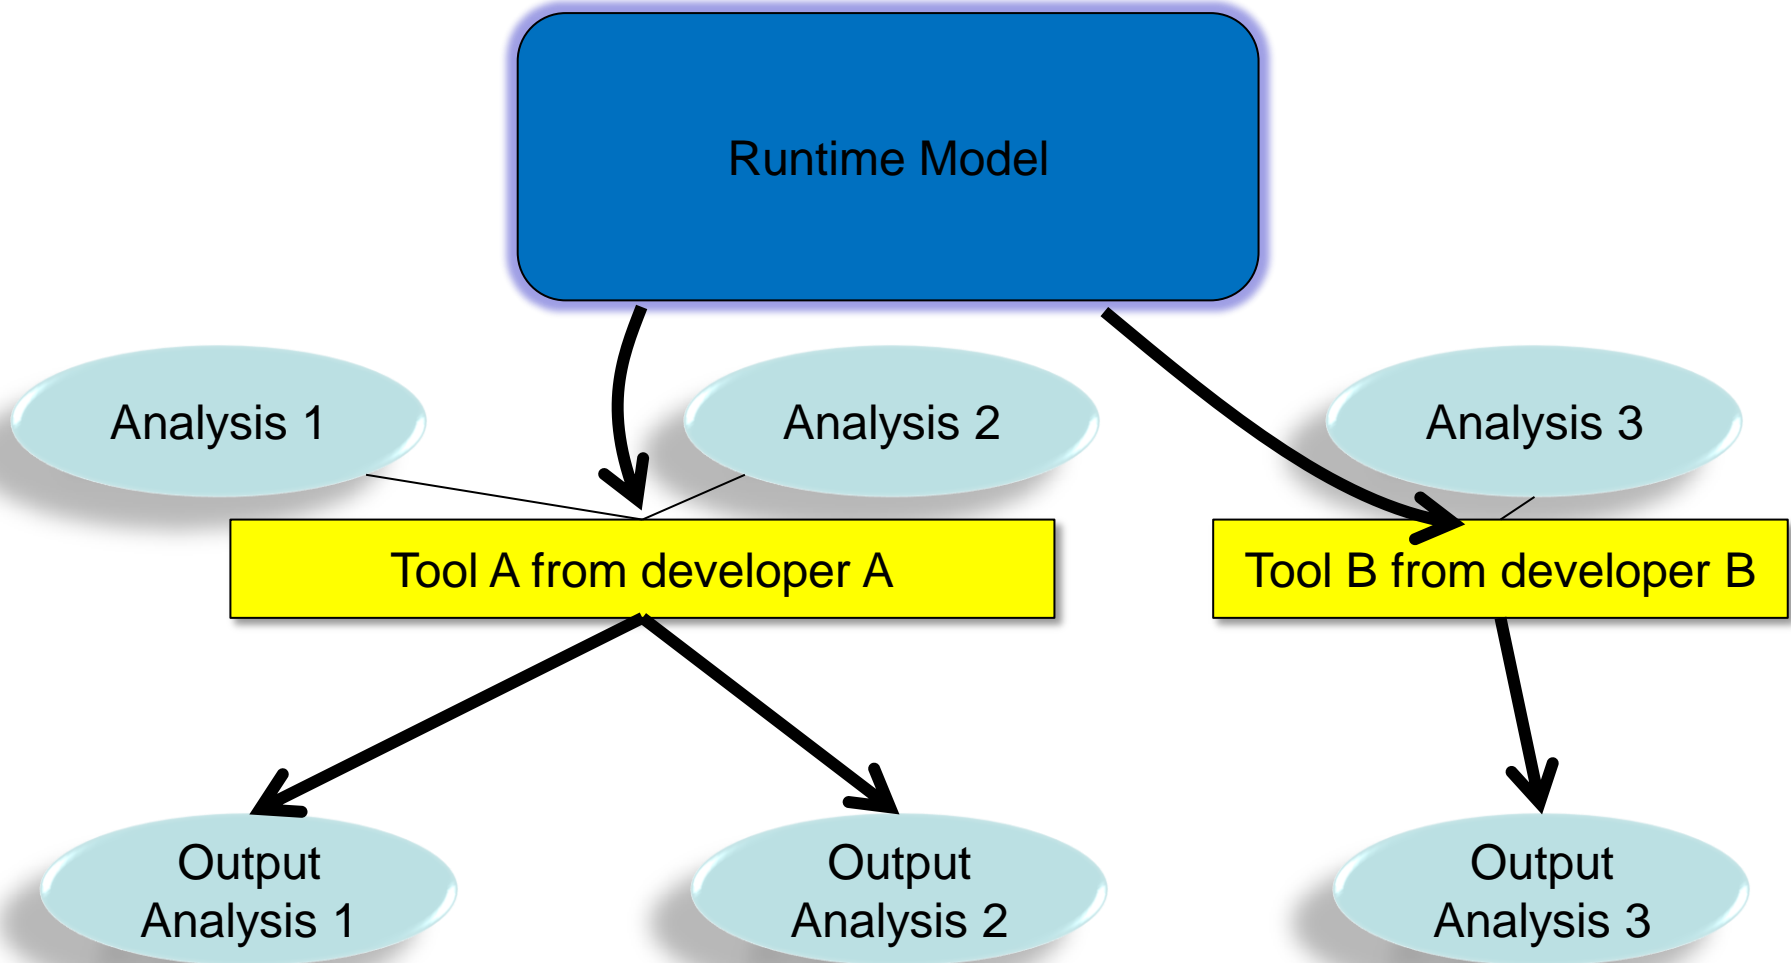 Runtime Model
Analysis 1
Analysis 2
Analysis 3
Tool A from developer A
Tool B from developer B
Output
Analysis 1
Output
Analysis 2
Output
Analysis 3